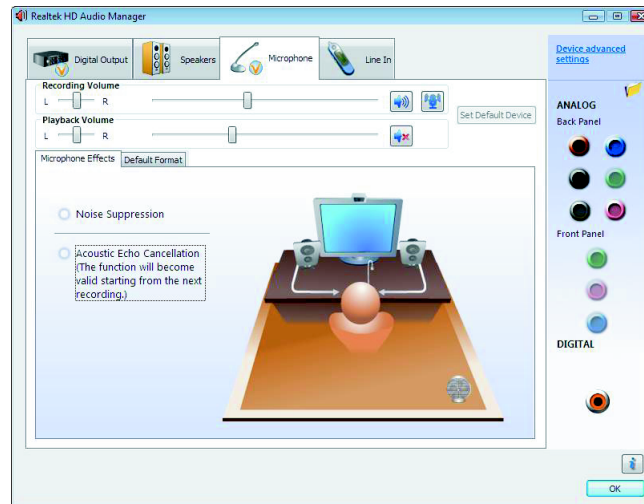 Realtek HD Audio Manager
Digital Output
Speakers
Microphone
Line In
Device advanced
settings
Recording Volume
L
R
Set Default Device
Playback Volume
L
R
Microphone Effects
Default Format
Noise Suppression
Acoustic Echo Cancellation
(The function will become
valid starting from the next
recording.)
ANALOG
Back Panel
Front Panel
DIGITAL
OK